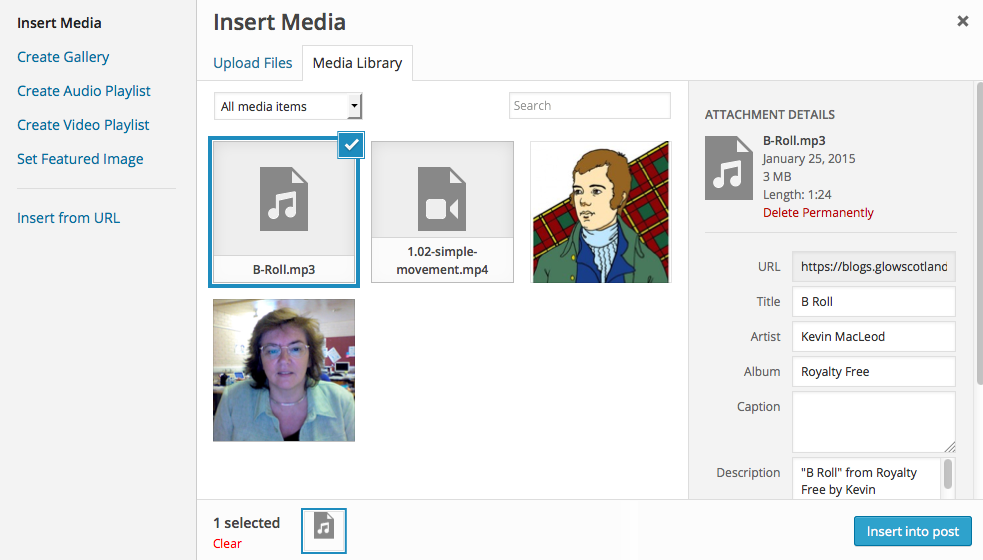 Insert Media
Create Gallery
Create Audio Playlist
Create Video Playlist
Set Featured Image
Insert from URL
Insert Media
Upload Files
Media Library
All media items
Search
B-Roll.mp3
1.02-simple-
movement.mp4
ATTACHMENT DETAILS
B-Roll.mp3
January 25, 2015
3 MB
Length: 1:24
Delete Permanently
URL https://blogs.glowscotland
Title B Roll
Artist Kevin MacLeod
Album Royalty Free
Caption
Description "B Roll" from Royalty
Free by Kevin
1 selected
Clear
Insert into post